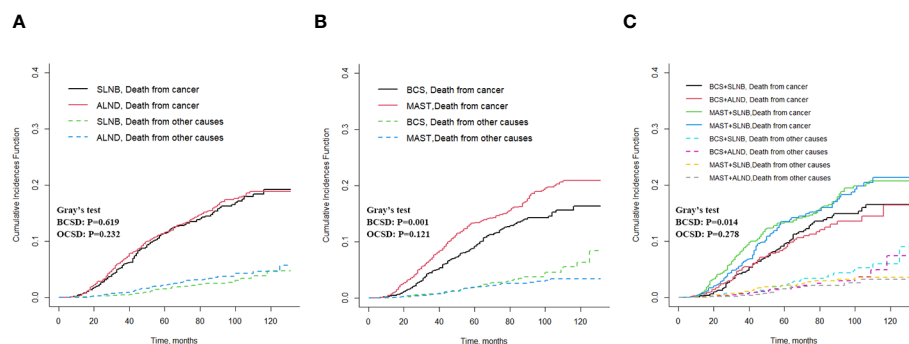 A
B
C
Cumulative Incidences Function
0.4
0.3
0.2
0.1
0.0
SLNB, Death from cancer
ALND, Death from cancer
SLNB, Death from other causes
ALND, Death from other causes
Gray's test
BCSD: P=0.619
OCSD: P=0.232
0 20 40 60 80 100 120
Time, months
Cumulative Incidences Function
0.4
0.3
0.2
0.1
0.0
BCS, Death from cancer
MAST, Death from cancer
BCS, Death from other causes
MAST,Death from other causes
Gray's test
BCSD: P=0.001
OCSD: P=0.121
0 20 40 60 80 100 120
Time, months
Cumulative Incidences Function
0.4
0.3
0.2
0.1
0.0
BCS+SLNB, Death from cancer
BCS+ALND, Death from cancer
MAST+SLNB,Death from cancer
MAST+SLNB,Death from cancer
BCS+SLNB, Death from other causes
BCS+ALND, Death from other causes
MAST+SLNB,Death from other causes
MAST+ALND,Death from other causes
Gray's test
BCSD: P=0.014
OCSD: P=0.278
0 20 40 60 80 100 120
Time, months